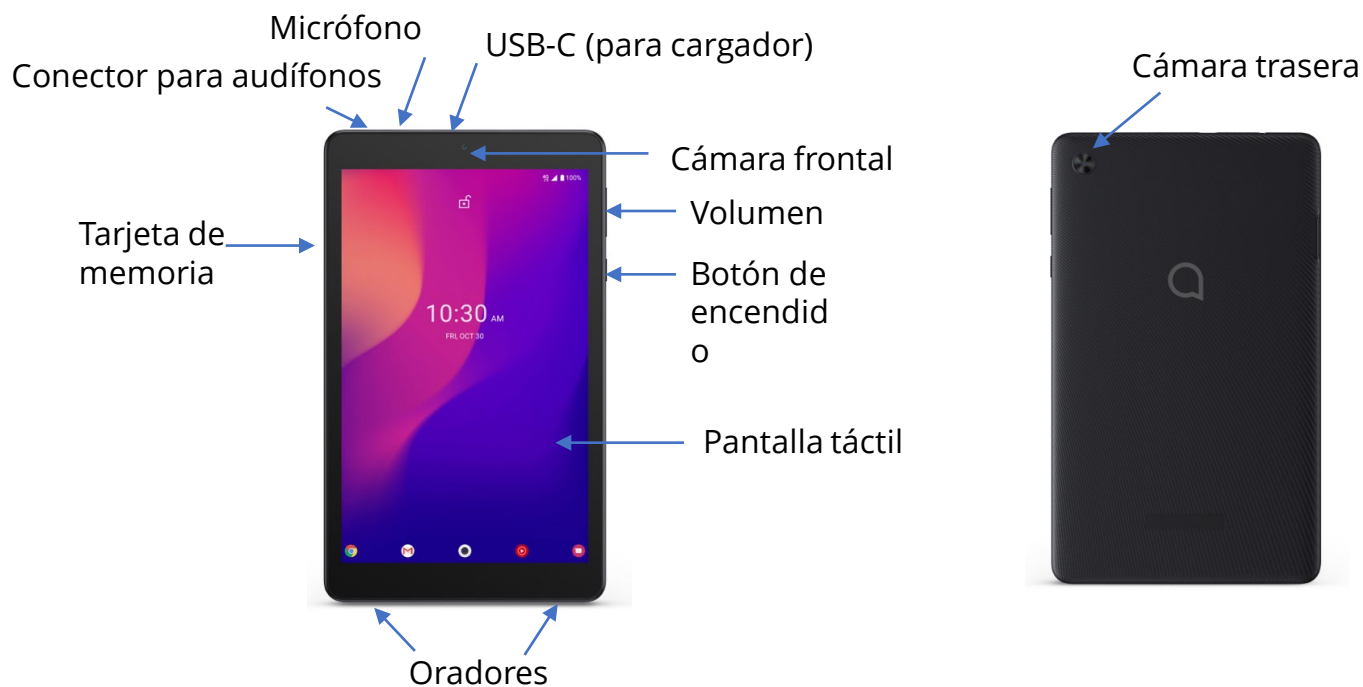 Micrófono
USB-C (para cargador)
Conector para audífonos
Cámara trasera
Cámara frontal
Volumen
Tarjeta de
memoria
Botón de
encendid
o
100%
10:30 AM
FRI, OCT 30
Pantalla táctil
Oradores